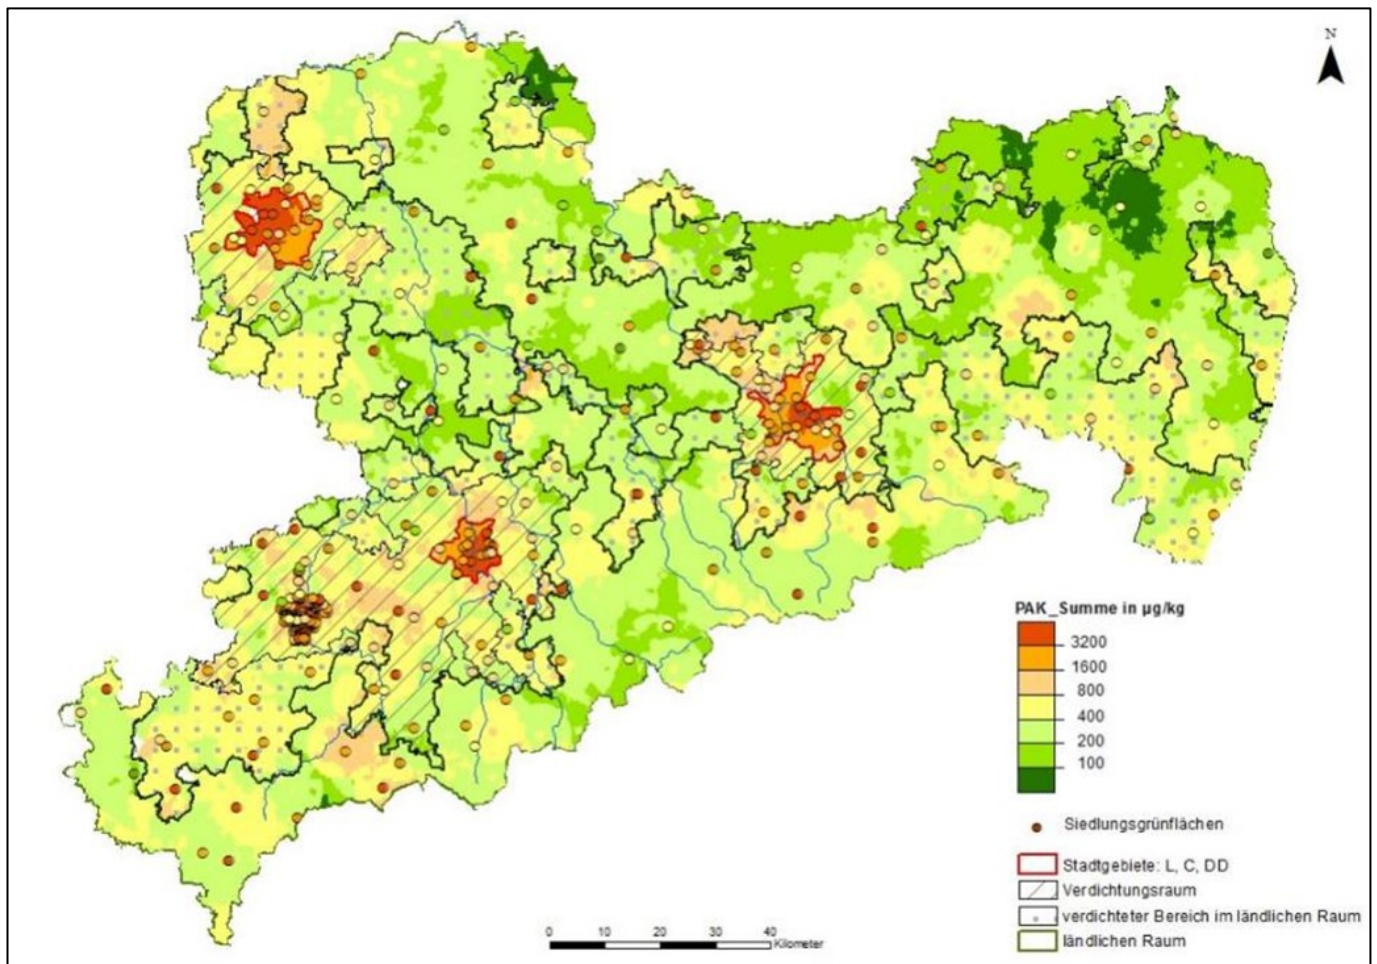 N
PAK_Summe in µg/kg
3200
1600
800
400
200
100
Siedlungsgrünflächen
Stadtgebiete: L, C, DD
Verdichtungsraum
verdichteter Bereich im ländlichen Raum
ländlichen Raum
0 10 20 30 40
Kilometer